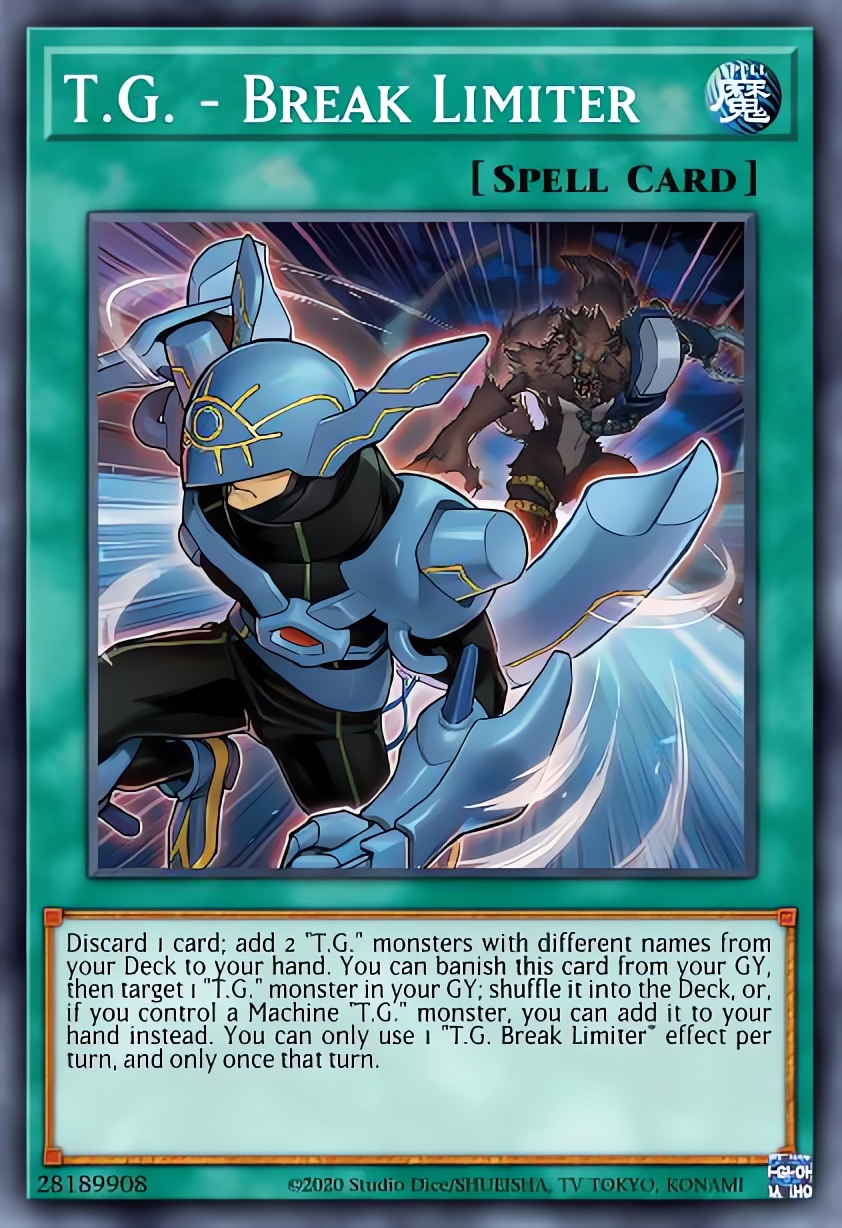 T.G. - BREAK LIMITER
魔
[SPELL CARD]
Discard 1 card; add 2 "T.G." monsters with different names from
your Deck to your hand. You can banish this card from your GY,
then target 1 "T.G." monster in your GY; shuffle it into the Deck, or,
if you control a Machine "T.G." monster, you can add it to your
hand instead. You can only use 1 "T.G. Break Limiter" effect per
turn, and only once that turn.
28189908
©2020 Studio Dice/SHUEISHA, TV TOKYO, KONAMI